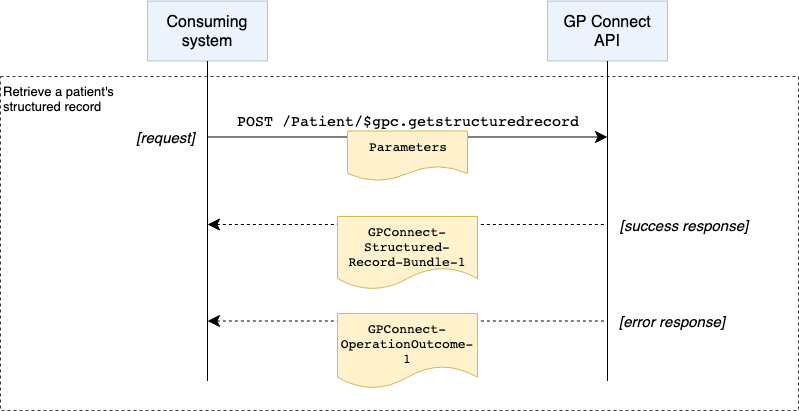 Consuming
system
GP Connect
API
Retrieve a patient's
structured record
POST /Patient/$gpc.getstructuredrecord
[request]
Parameters
[success response]
GPConnect-
Structured-
Record-Bundle-1
[error response]
GPConnect-
OperationOutcome-
1